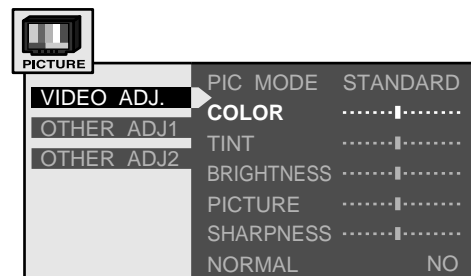 PICTURE
VIDEO ADJ.
OTHER ADJ1
OTHER ADJ2
PIC MODE STANDARD
COLOR
TINT
BRIGHTNESS
PICTURE
SHARPNESS
NORMAL NO